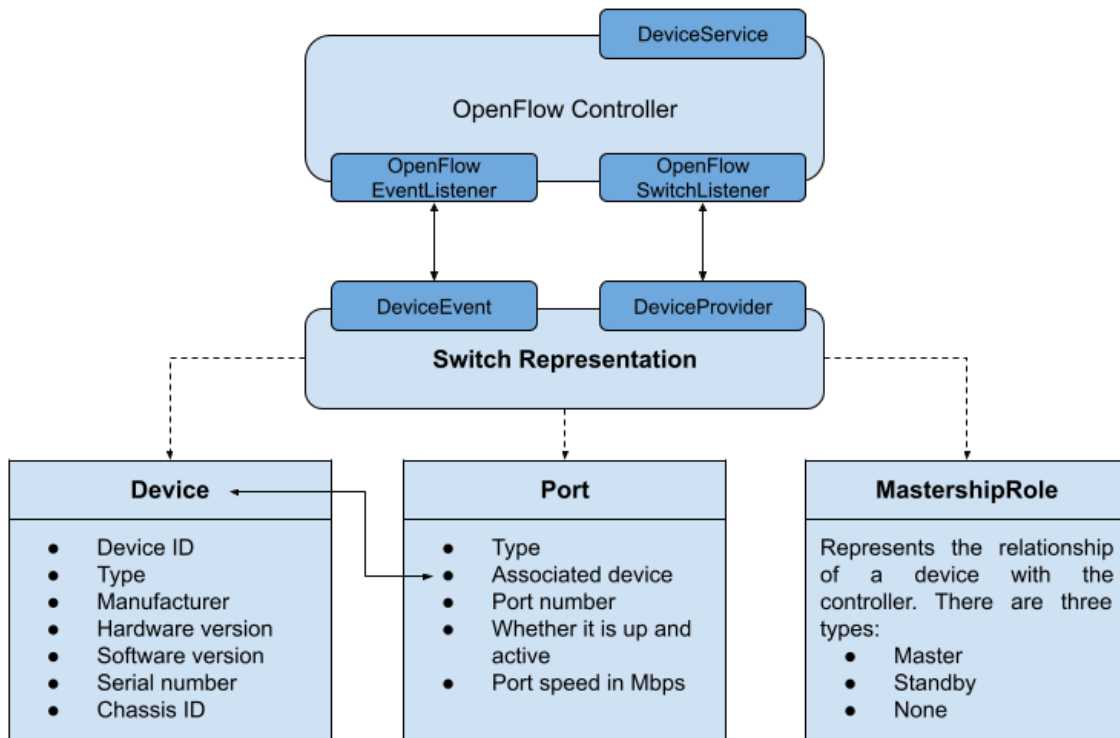 DeviceService
OpenFlow Controller
OpenFlow
EventListener
OpenFlow
SwitchListener
DeviceEvent
DeviceProvider
Switch Representation
Device
● Device ID
● Type
● Manufacturer
● Hardware version
● Software version
● Serial number
● Chassis ID
Port
● Type
● Associated device
● Port number
● Whether it is up and
active
● Port speed in Mbps
MastershipRole
Represents the relationship
of a device with the
controller. There are three
types:
● Master
● Standby
● None